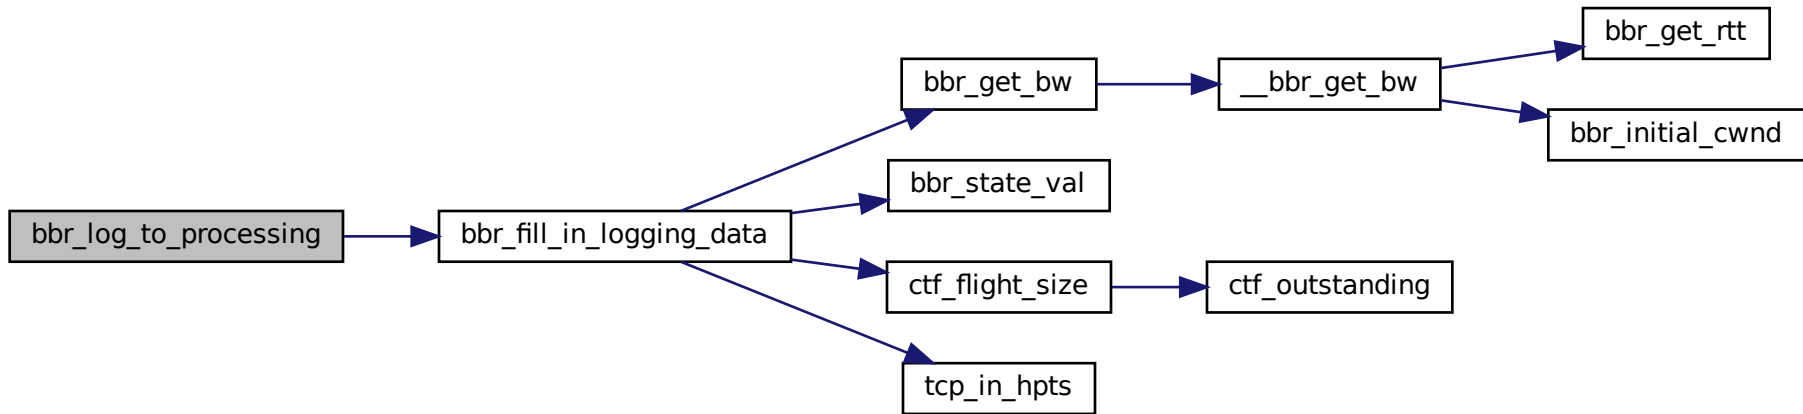 bbr_log_to_processing
bbr_fill_in_logging_data
bbr_get_bw
__bbr_get_bw
bbr_get_rtt
bbr_initial_cwnd
bbr_state_val
ctf_flight_size
ctf_outstanding
tcp_in_hpts